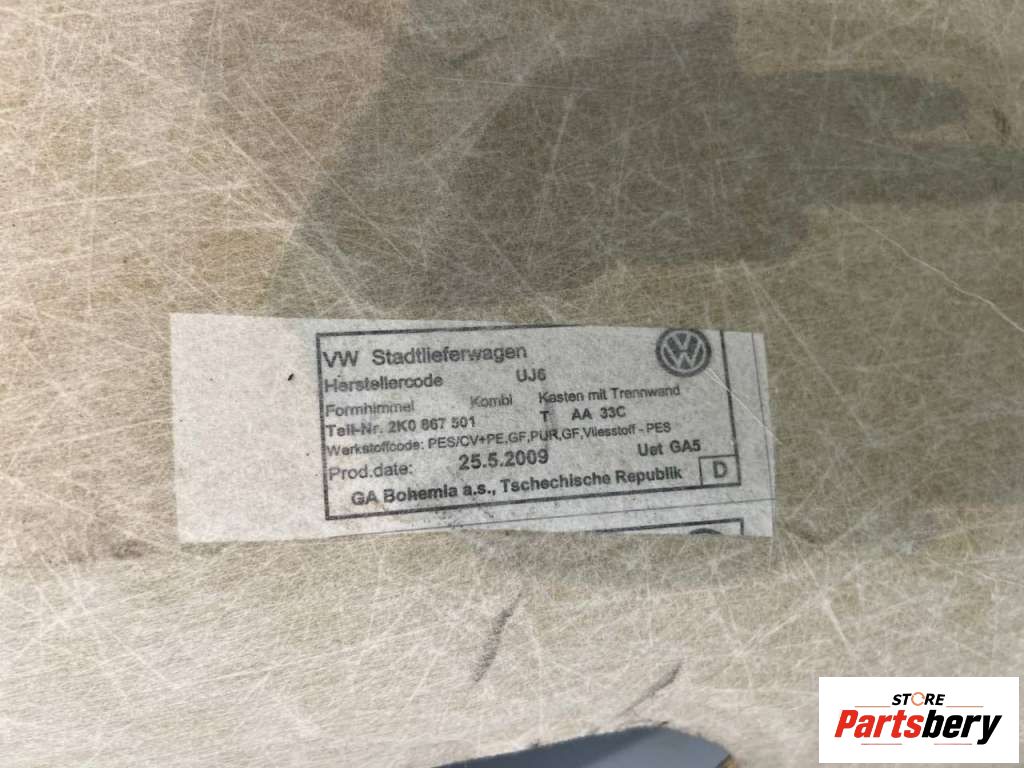 VW Stadtlieferwagen
Herstellercode UJ6
Formhimmel Kombi Kasten mit Trennwand
Teil-Nr. 2K0 867 501 T AA 33C
Werkstoffcode: PES/CV+PE,GF,PUR,GF,Vliesstoff - PES
Prod.date: 25.5.2009 Ust GA5
GA Bohemia a.s., Tschechische Republik D
STORE
Partsbery